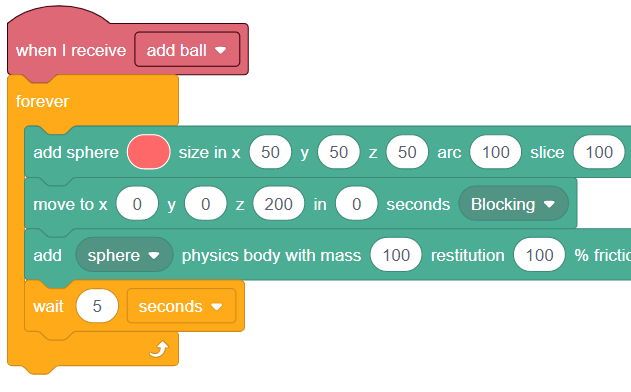 when I receive add ball
forever
add sphere size in x 50 y 50 z 50 arc 100 slice 100
move to x 0 y 0 z 200 in 0 seconds Blocking
add sphere physics body with mass 100 restitution 100 %
wait 5 seconds